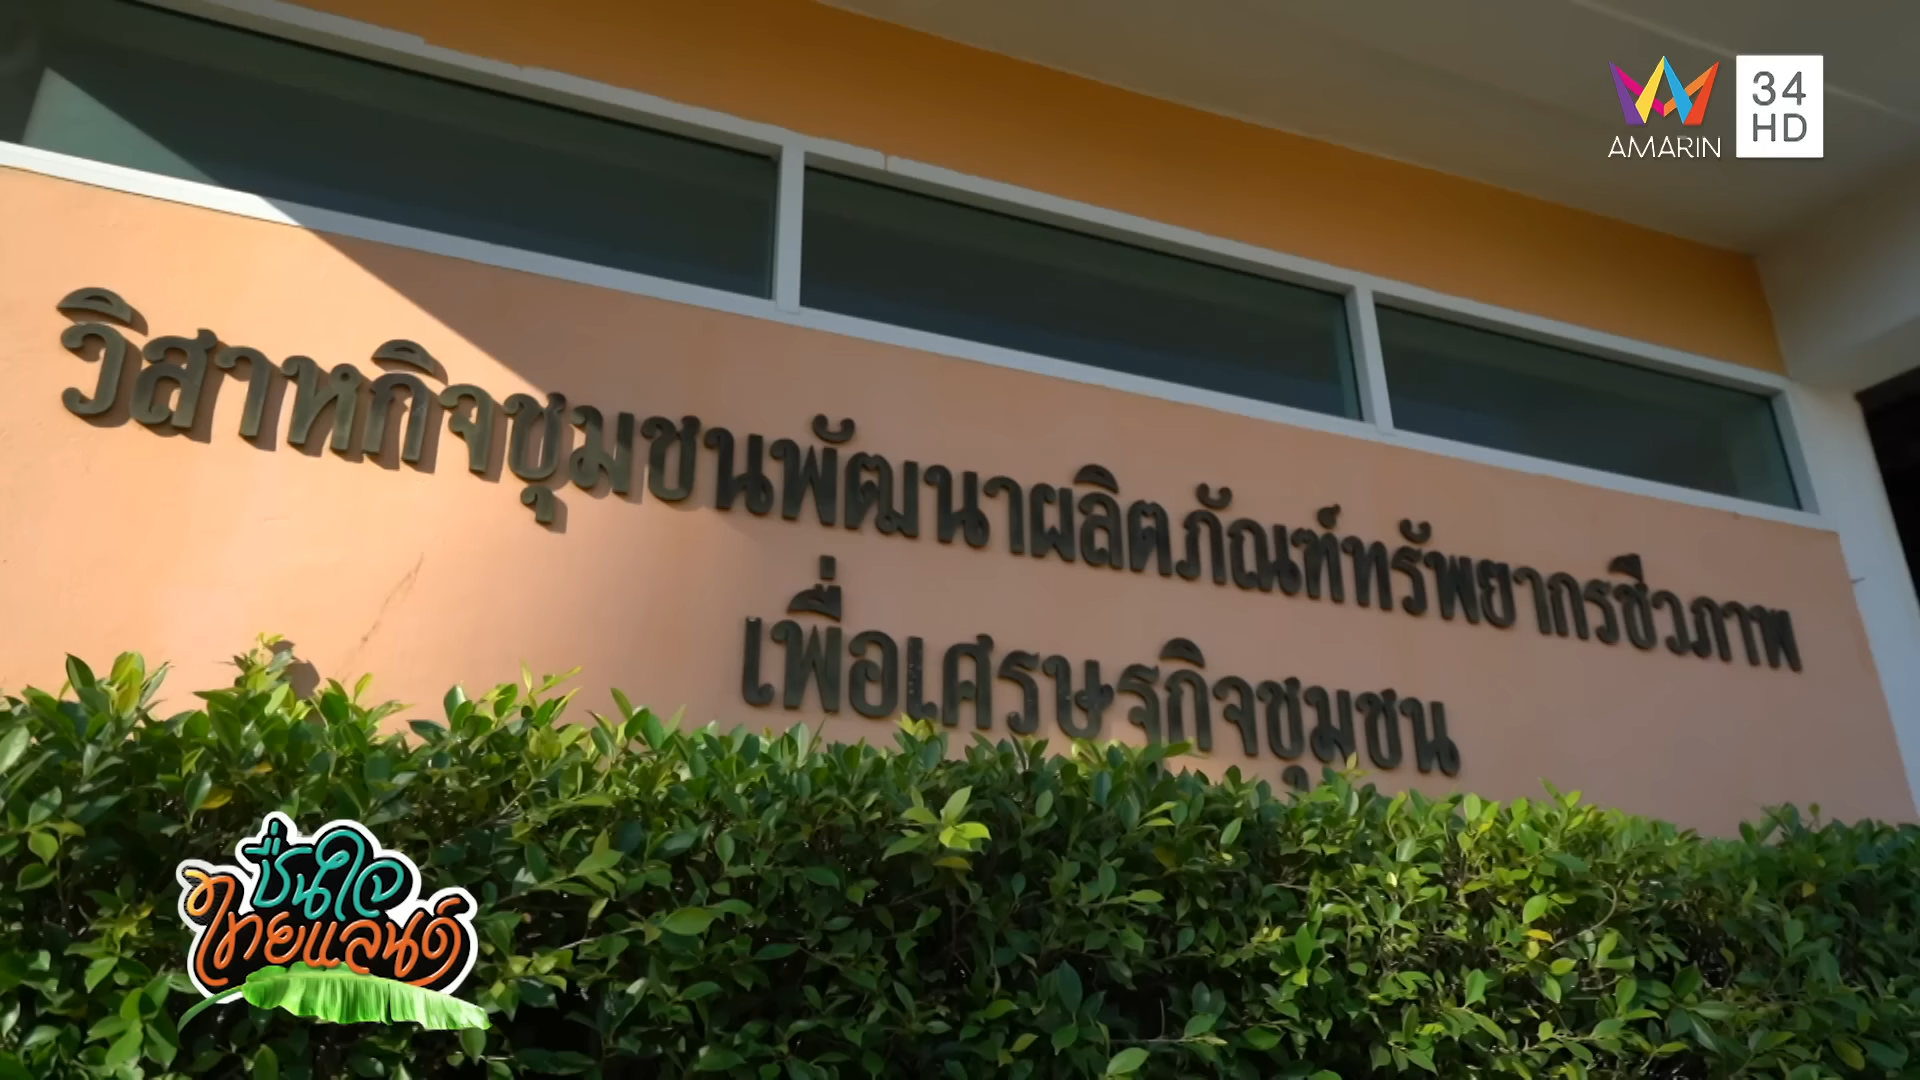 AMARIN
34
HD
วิสาหกิจชุมชนพัฒนาผลิตภัณฑ์ทรัพยากรชีวภาพ
เพื่อเศรษฐกิจชุมชน
ชื่นใจ
ไทยแลนด์